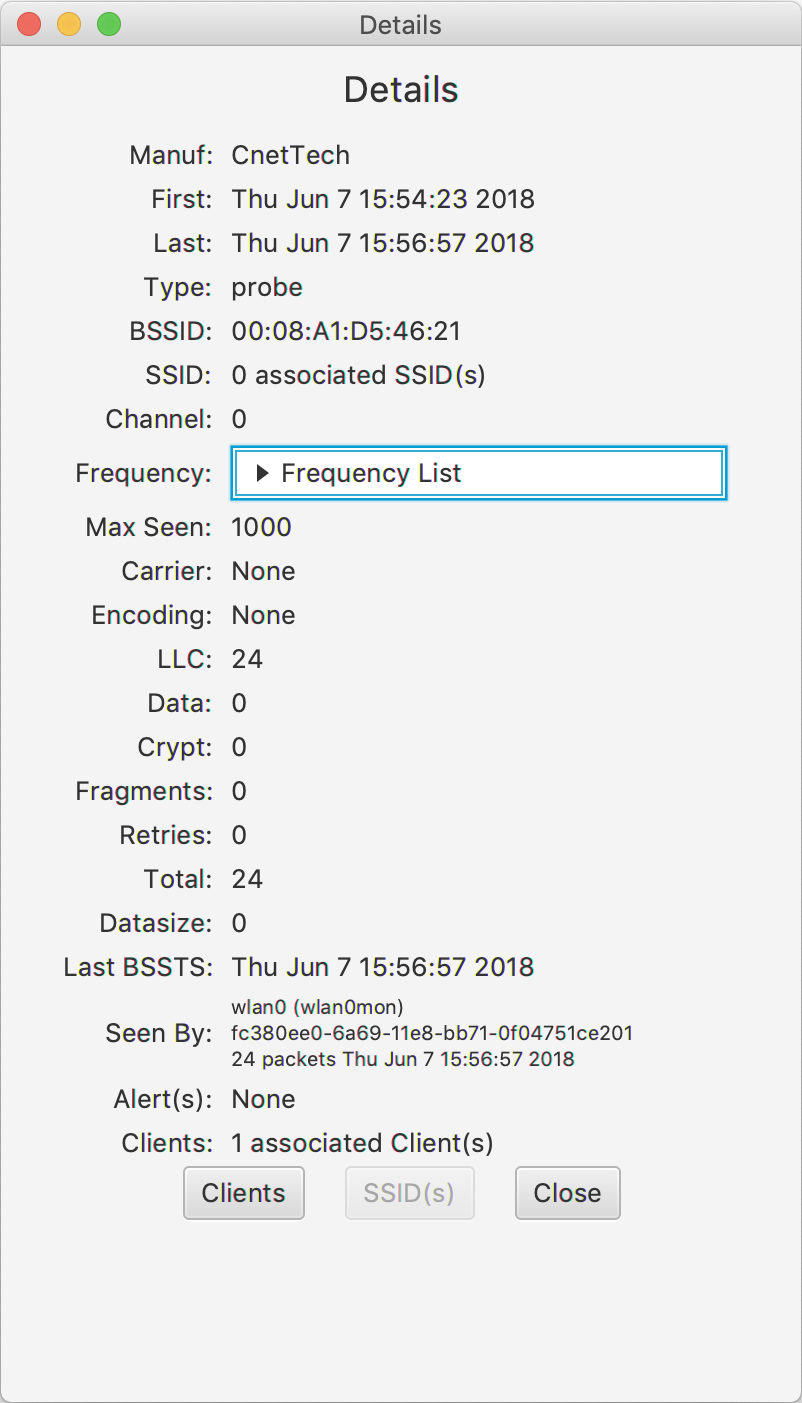 Details
Details
Manuf: CnetTech
First: Thu Jun 7 15:54:23 2018
Last: Thu Jun 7 15:56:57 2018
Type: probe
BSSID: 00:08:A1:D5:46:21
SSID: 0 associated SSID(s)
Channel: 0
Frequency: Frequency List
Max Seen: 1000
Carrier: None
Encoding: None
LLC: 24
Data: 0
Crypt: 0
Fragments: 0
Retries: 0
Total: 24
Datasize: 0
Last BSSTS: Thu Jun 7 15:56:57 2018
Seen By: wlan0 (wlan0mon)
fc380ee0-6a69-11e8-bb71-0f04751ce201
24 packets Thu Jun 7 15:56:57 2018
Alert(s): None
Clients: 1 associated Client(s)
Clients SSID(s) Close